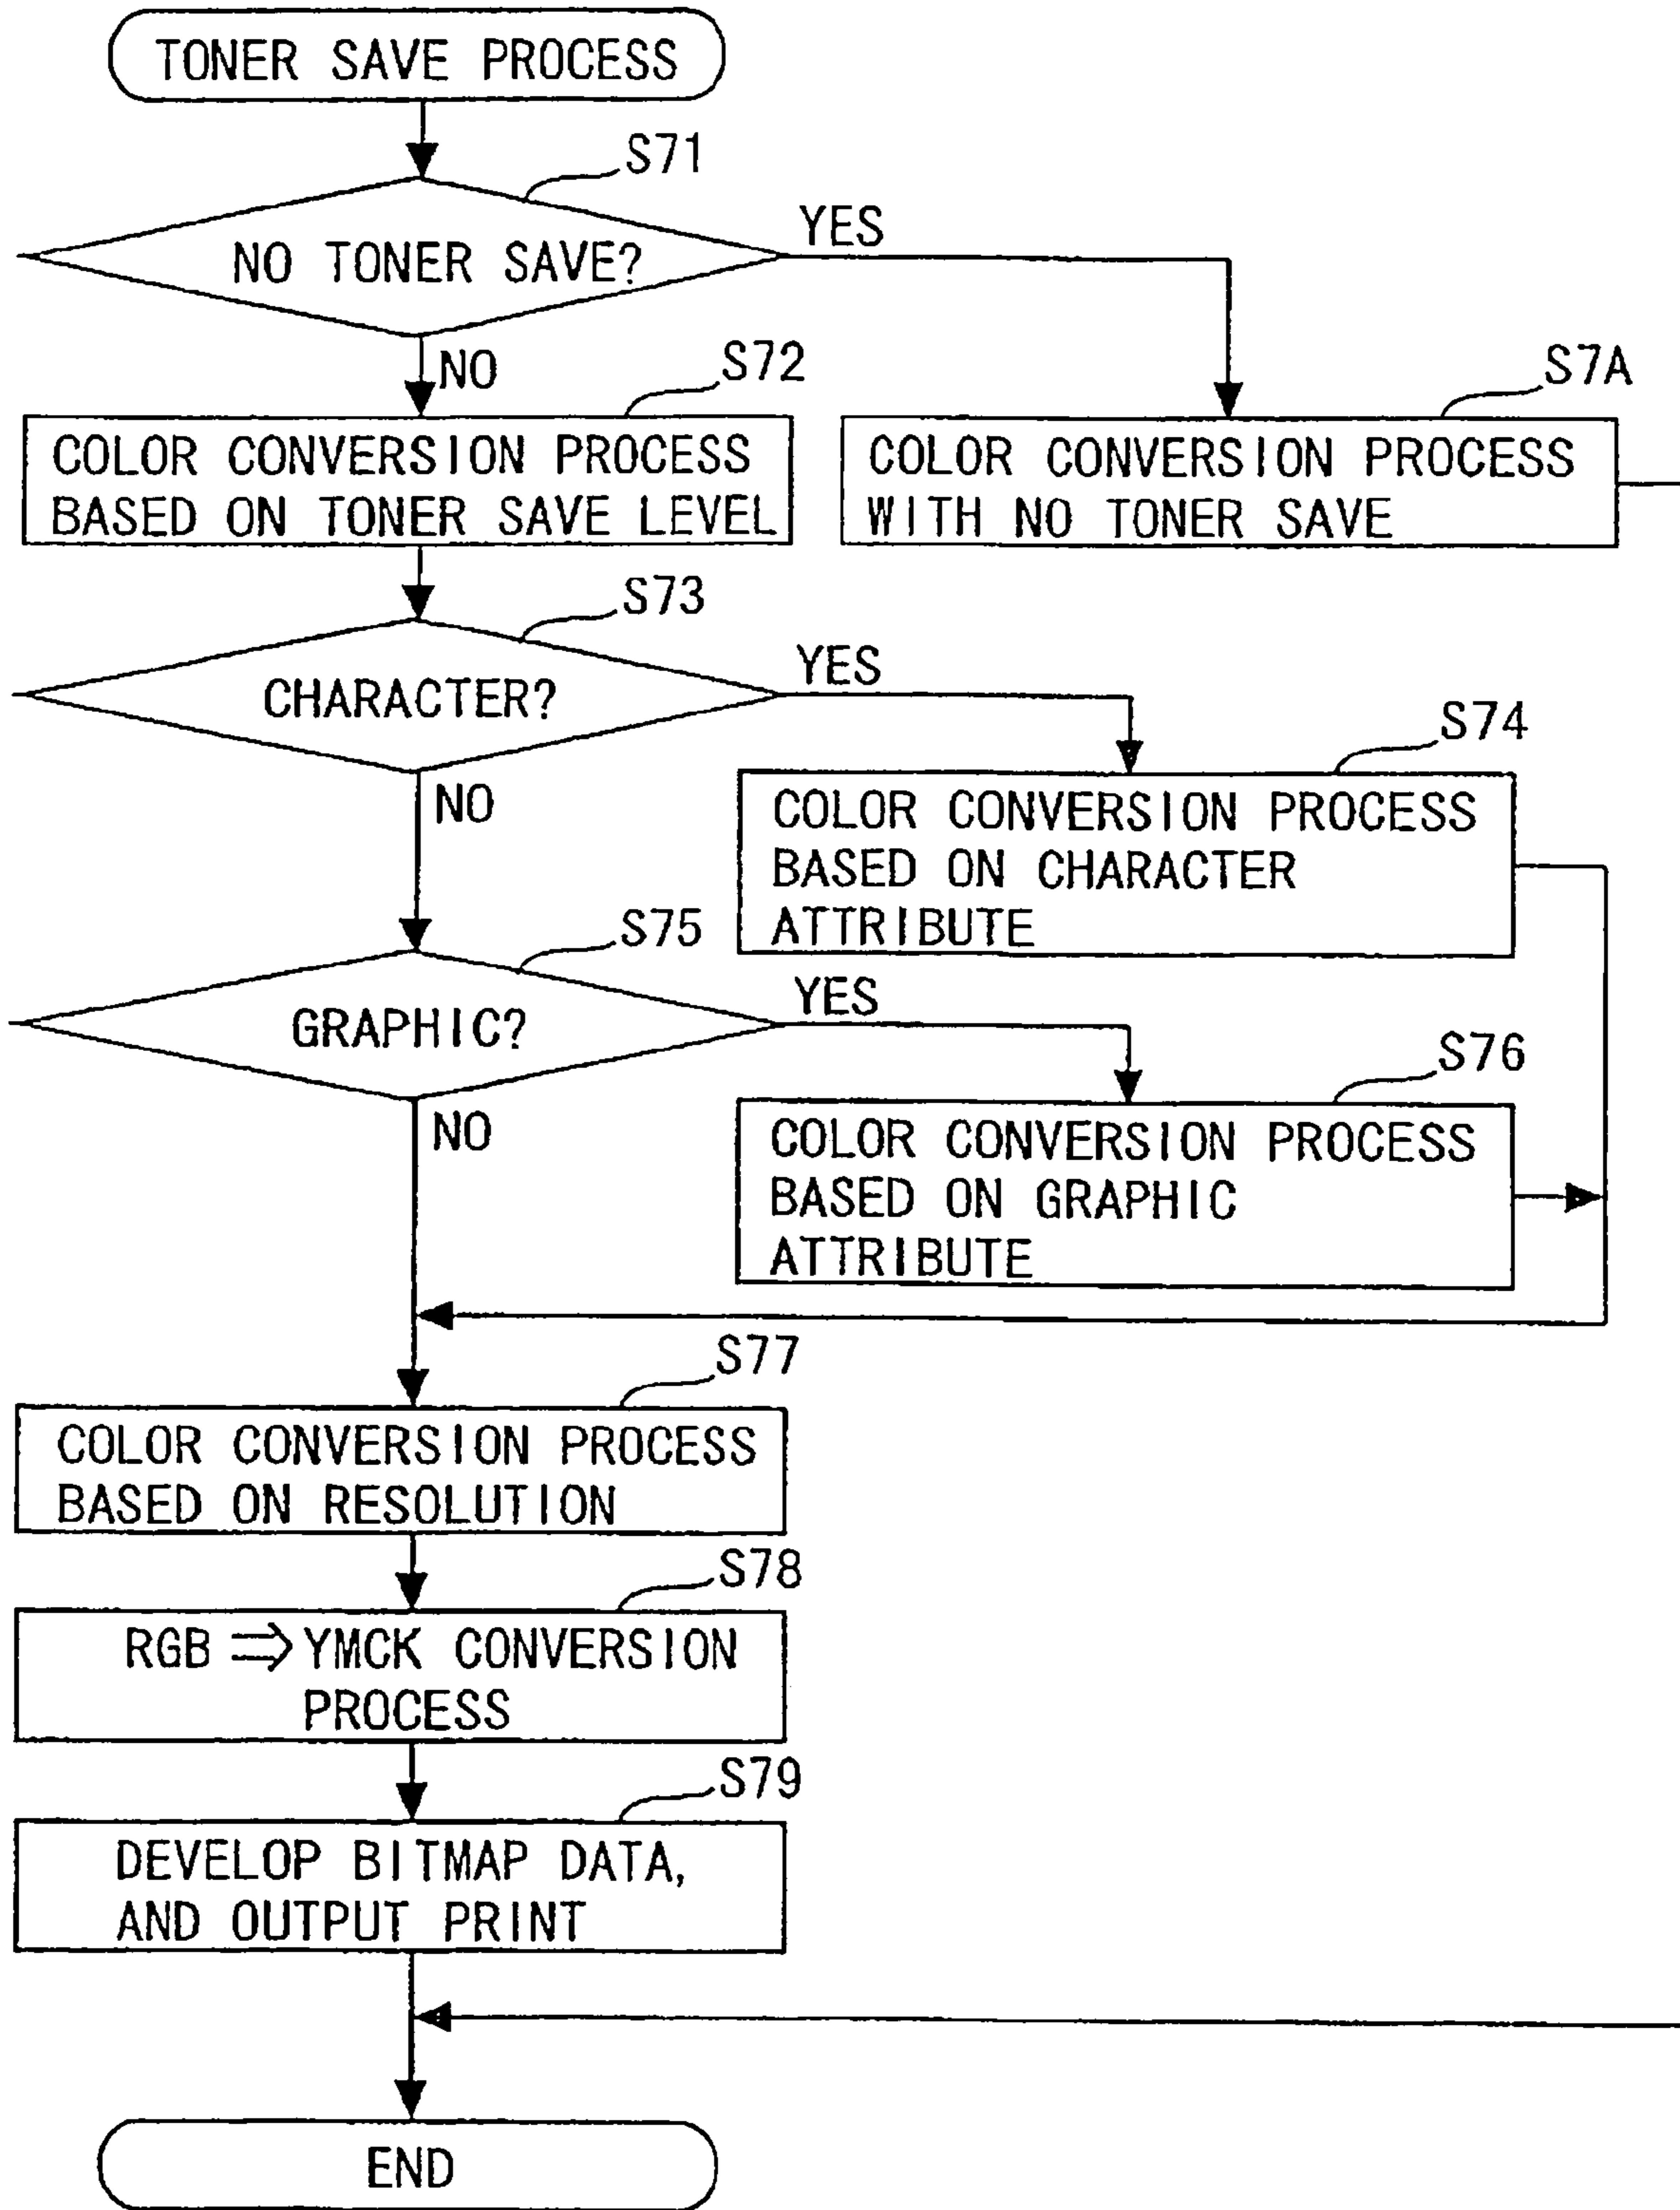 TONER SAVE PROCESS
S71
NO TONER SAVE?
YES
NO
S72
COLOR CONVERSION PROCESS
BASED ON TONER SAVE LEVEL
S7A
COLOR CONVERSION PROCESS
WITH NO TONER SAVE
S73
CHARACTER?
YES
NO
S74
COLOR CONVERSION PROCESS
BASED ON CHARACTER
ATTRIBUTE
S75
GRAPHIC?
YES
NO
S76
COLOR CONVERSION PROCESS
BASED ON GRAPHIC
ATTRIBUTE
S77
COLOR CONVERSION PROCESS
BASED ON RESOLUTION
S78
RGB ⇒ YMCK CONVERSION
PROCESS
S79
DEVELOP BITMAP DATA,
AND OUTPUT PRINT
END